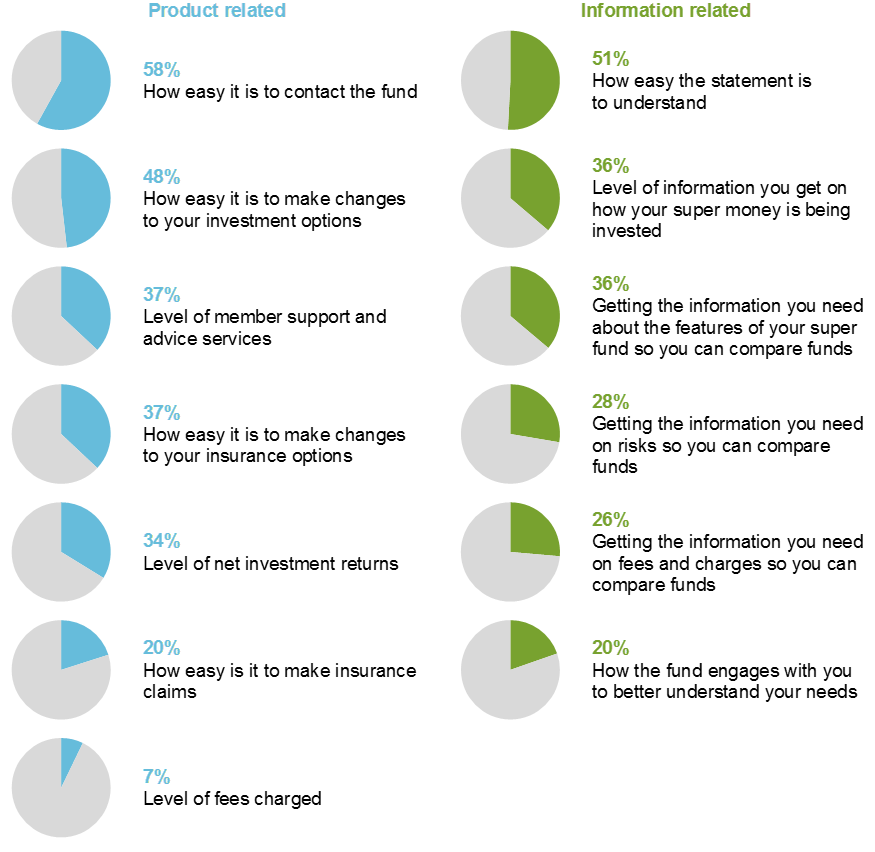 Product related
58%
How easy it is to contact the fund
48%
How easy it is to make changes
to your investment options
37%
Level of member support and
advice services
37%
How easy it is to make changes
to your insurance options
34%
Level of net investment returns
20%
How easy is it to make insurance
claims
7%
Level of fees charged
Information related
51%
How easy the statement is
to understand
36%
Level of information you get on
how your super money is being
invested
36%
Getting the information you need
about the features of your super
fund so you can compare funds
28%
Getting the information you need
on risks so you can compare
funds
26%
Getting the information you need
on fees and charges so you can
compare funds
20%
How the fund engages with you
to better understand your needs